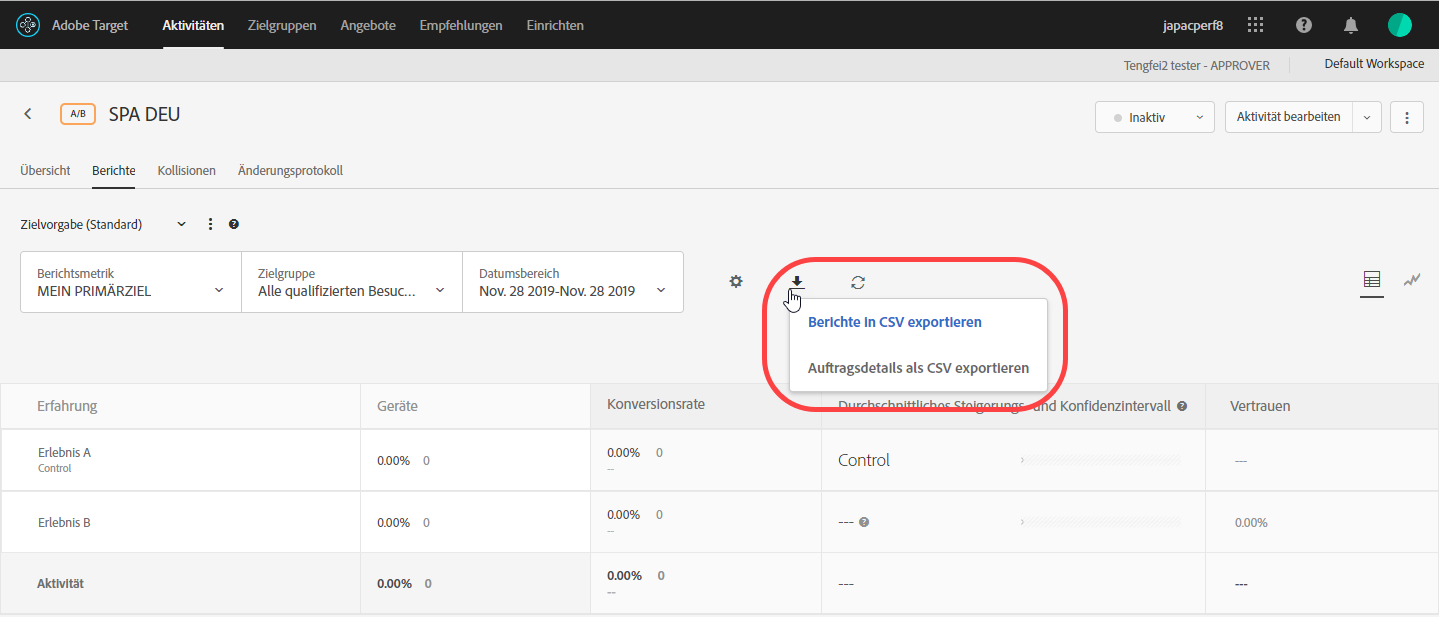 Adobe Target Aktivitäten Zielgruppen Angebote Empfehlungen Einrichten japacperf8
Tengfei2 tester - APPROVER Default Workspace
A/B SPA DEU Inaktiv Aktivität bearbeiten
Übersicht Berichte Kollisionen Änderungsprotokoll
Zielvorgabe (Standard)
Berichtsmetrik Zielgruppe Datumsbereich
MEIN PRIMÄRZIEL Alle qualifizierten Besuc... Nov. 28 2019-Nov. 28 2019
Berichte in CSV exportieren
Auftragsdetails als CSV exportieren
Erfahrung Geräte Konversionsrate Durchschnittliches Steigerungs- und Konfidenzintervall Vertrauen
Erlebnis A 0.00% 0 0.00% 0 Control ---
Control --
Erlebnis B 0.00% 0 0.00% 0 --- 0.00%
--
Aktivität 0.00% 0 0.00% 0 --- ---
--